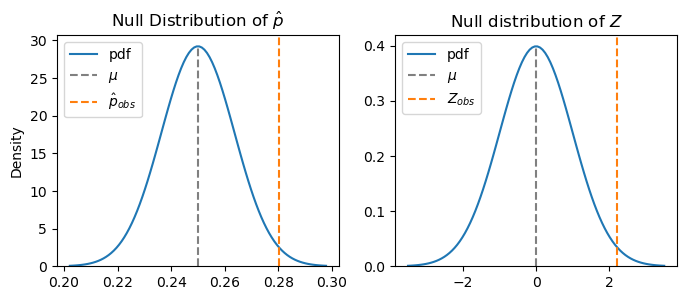 Null Distribution of p̂
pdf
μ
p̂obs
Density
30
25
20
15
10
5
0
0.20
0.22
0.24
0.26
0.28
0.30
Null distribution of Z
pdf
μ
Zobs
0.4
0.3
0.2
0.1
0.0
−2
0
2